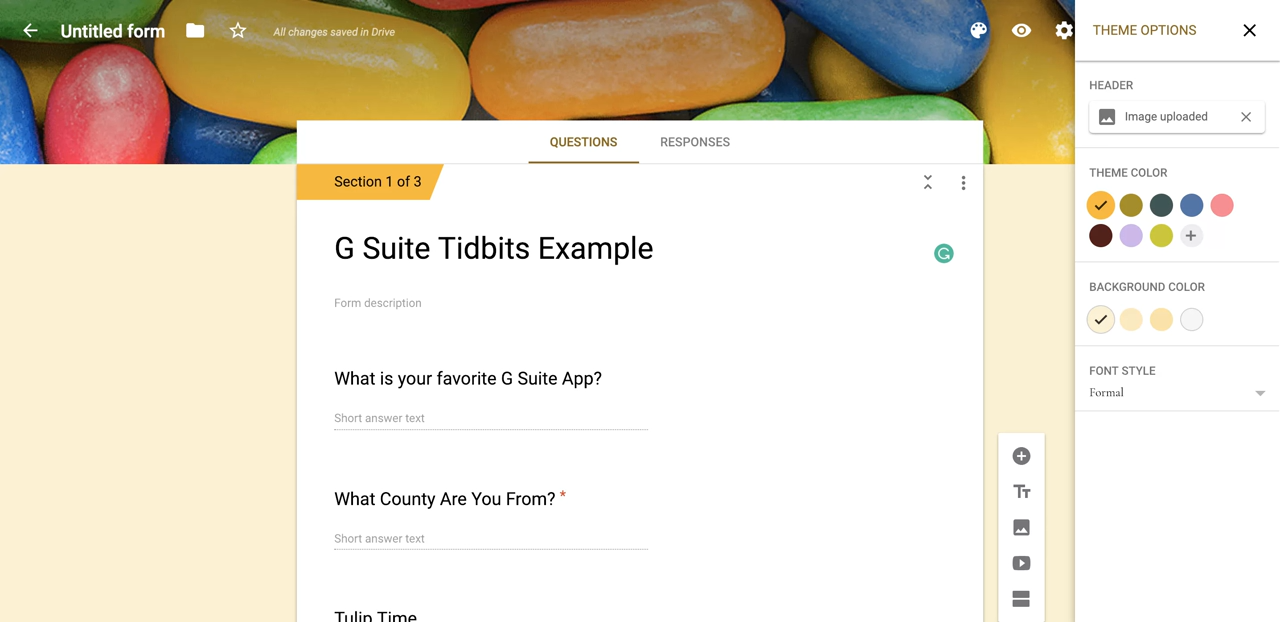 Untitled form
All changes saved in Drive
THEME OPTIONS
HEADER
Image uploaded
QUESTIONS RESPONSES
THEME COLOR
Section 1 of 3
G Suite Tidbits Example
Form description
BACKGROUND COLOR
FONT STYLE
Formal
What is your favorite G Suite App?
Short answer text
What County Are You From? *
Short answer text
Tulip Time